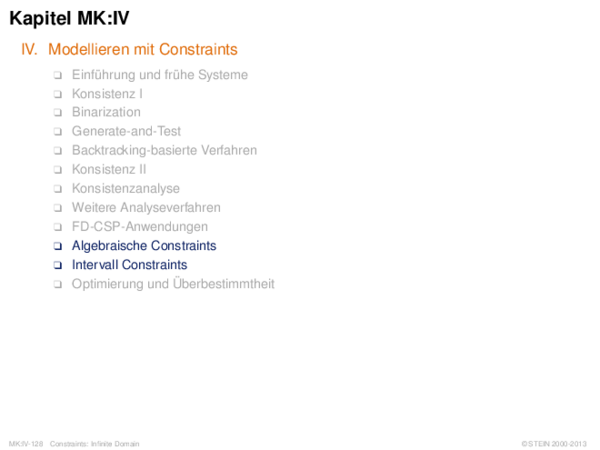 Kapitel MK:IV
IV. Modellieren mit Constraints
❑ Einführung und frühe Systeme
❑ Konsistenz I
❑ Binarization
❑ Generate-and-Test
❑ Backtracking-basierte Verfahren
❑ Konsistenz II
❑ Konsistenzanalyse
❑ Weitere Analyseverfahren
❑ FD-CSP-Anwendungen
❑ Algebraische Constraints
❑ Intervall Constraints
❑ Optimierung und Überbestimmtheit
MK:IV-128 Constraints: Infinite Domain ©STEIN 2000-2013